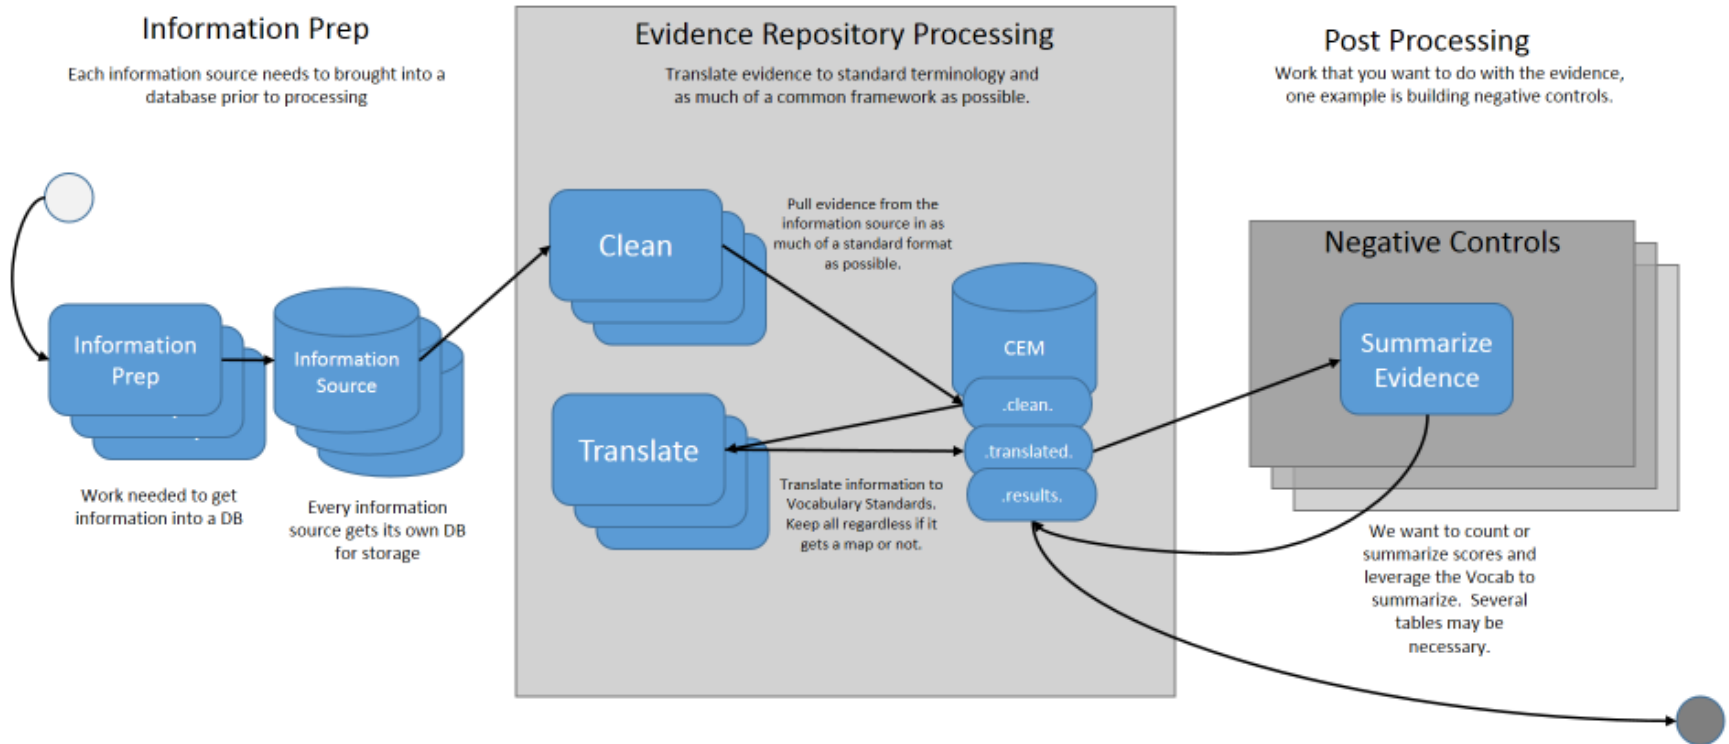 Information Prep
Each information source needs to brought into a
database prior to processing
Information
Prep
Information
Source
Work needed to get
information into a DB
Every information
source gets its own DB
for storage
Evidence Repository Processing
Translate evidence to standard terminology and
as much of a common framework as possible.
Clean
Pull evidence from the
information source in as
much of a standard format
as possible.
CEM
.clean.
.translated.
.results.
Translate
Translate information to
Vocabulary Standards.
Keep all regardless if it
gets a map or not.
Post Processing
Work that you want to do with the evidence,
one example is building negative controls.
Negative Controls
Summarize
Evidence
We want to count or
summarize scores and
leverage the Vocab to
summarize. Several
tables may be
necessary.